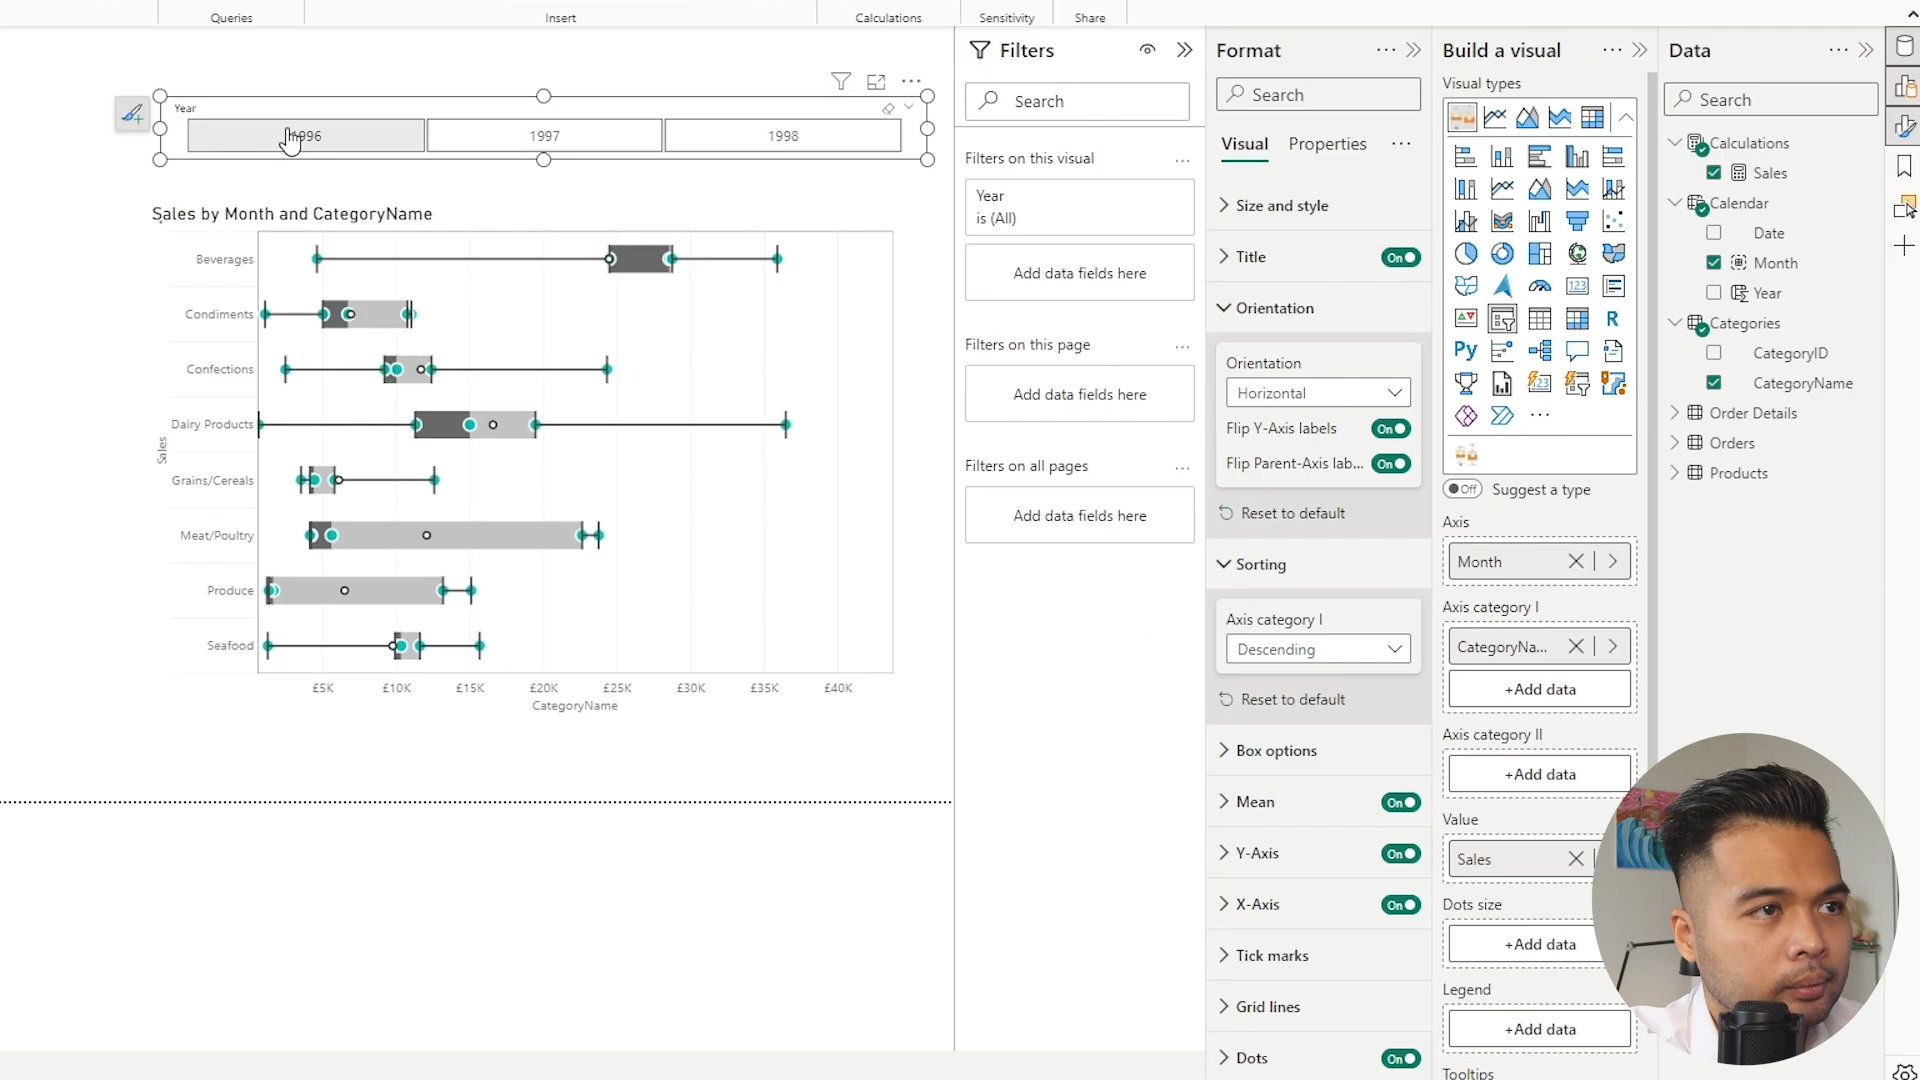 Queries
Insert
Calculations
Sensitivity
Share
Year
1996
1997
1998
Sales by Month and CategoryName
Sales
Beverages
Condiments
Confections
Dairy Products
Grains/Cereals
Meat/Poultry
Produce
Seafood
£5K
£10K
£15K
£20K
£25K
£30K
£35K
£40K
CategoryName
Filters
Search
Filters on this visual
Year
is (All)
Add data fields here
Filters on this page
Add data fields here
Filters on all pages
Add data fields here
Format
Search
Visual
Properties
Size and style
Title
On
Orientation
Orientation
Horizontal
Flip Y-Axis labels
On
Flip Parent-Axis lab...
On
Reset to default
Sorting
Axis category I
Descending
Reset to default
Box options
Mean
On
Y-Axis
On
X-Axis
On
Tick marks
Grid lines
Dots
On
Build a visual
Visual types
123
R
Py
123
Off
Suggest a type
Axis
Month
Axis category I
CategoryNa...
+Add data
Axis category II
+Add data
Value
Sales
Dots size
+Add data
Legend
+Add data
Tooltips
Data
Search
Calculations
Sales
Calendar
Date
Month
Year
Categories
CategoryID
CategoryName
Order Details
Orders
Products